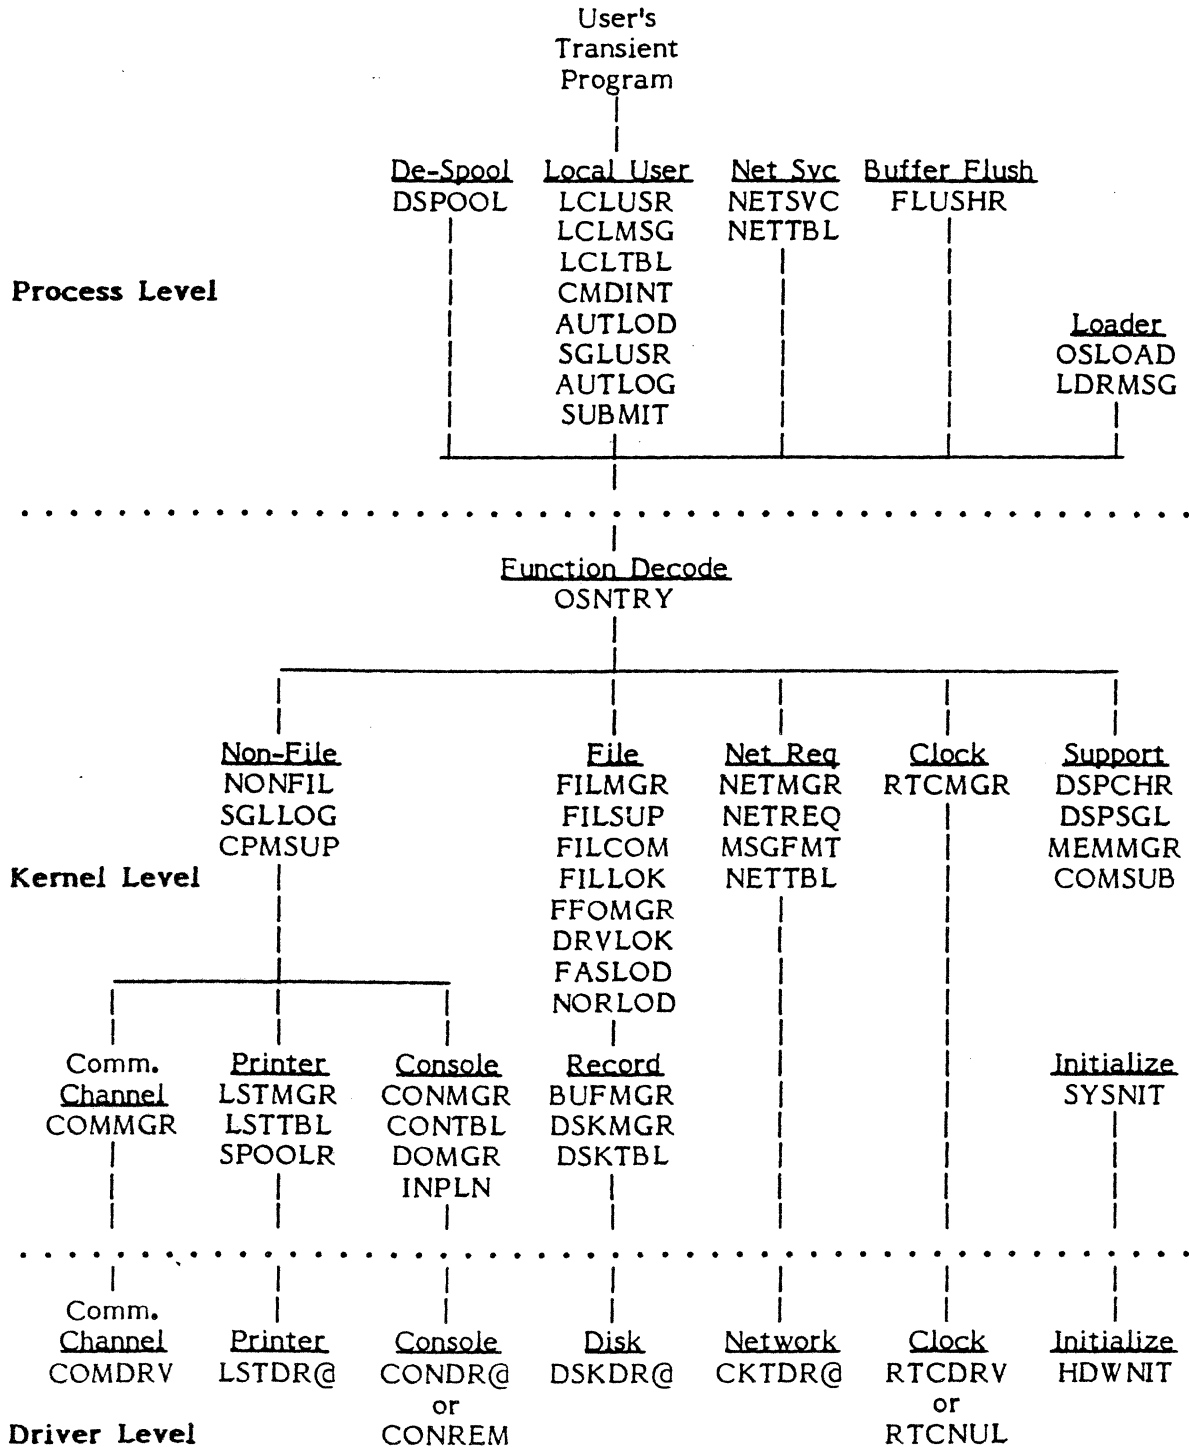 User's
Transient
Program
De-Spool Local User Net Svc Buffer Flush
DSPOOL LCLUSR NETSVC FLUSHR
LCLMSG NETTBL
LCLTBL
Process Level CMDINT
AUTLOD Loader
SGLUSR OSLOAD
AUTLOG LDRMSG
SUBMIT
Function Decode
OSNTRY
Non-File File Net Req Clock Support
NONFIL FILMGR NETMGR RTCMGR DSPCHR
SGLLOG FILSUP NETREQ DSPSGL
CPMSUP FILCOM MSGFMT MEMMGR
Kernel Level FILLOK NETTBL COMSUB
FFOMGR
DRVLOK
FASLOD
NORLOD
Comm. Printer Console Record Initialize
Channel LSTMGR CONMGR BUFMGR SYSNIT
COMMGR LSTTBL CONTBL DSKMGR
SPOOLR DOMGR DSKTBL
INPLN
Comm.
Channel Printer Console Disk Network Clock Initialize
COMDRV LSTDR@ CONDR@ DSKDR@ CKTDR@ RTCDRV HDWNIT
or or
Driver Level CONREM RTCNUL